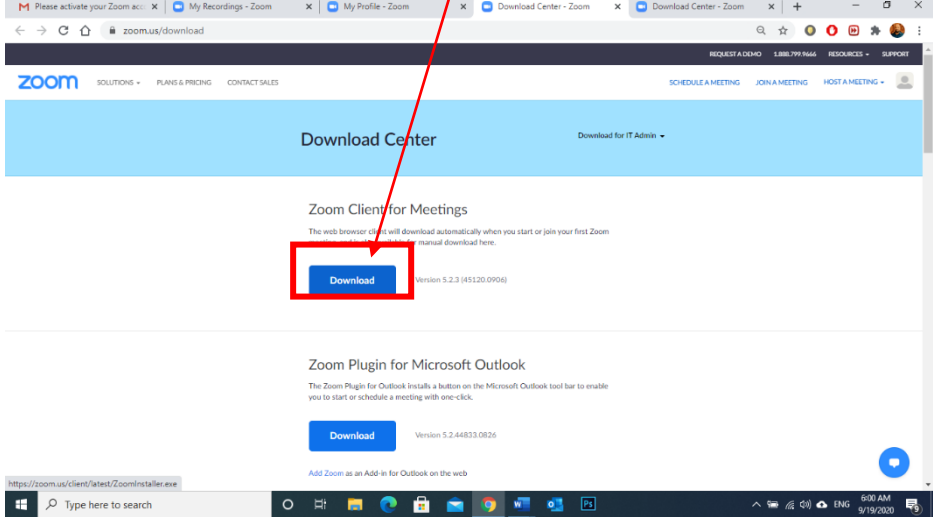 Please activate your Zoom acco
My Recordings - Zoom
My Profile - Zoom
Download Center - Zoom
Download Center - Zoom
zoom.us/download
REQUEST A DEMO 1.888.799.9666 RESOURCES SUPPORT
zoom SOLUTIONS PLANS & PRICING CONTACT SALES SCHEDULE A MEETING JOIN A MEETING HOST A MEETING
Download Center
Download for IT Admin
Zoom Client for Meetings
The web browser client will download automatically when you start or join your first Zoom
for manual download here.
Download
Version 5.2.3 (45120.0906)
Zoom Plugin for Microsoft Outlook
The Zoom Plugin for Outlook installs a button on the Microsoft Outlook tool bar to enable
you to start or schedule a meeting with one-click.
Download
Version 5.2.44833.0826
Add Zoom as an Add-in for Outlook on the web
https://zoom.us/client/latest/ZoomInstaller.exe
Type here to search
ENG
6:00 AM
9/19/2020